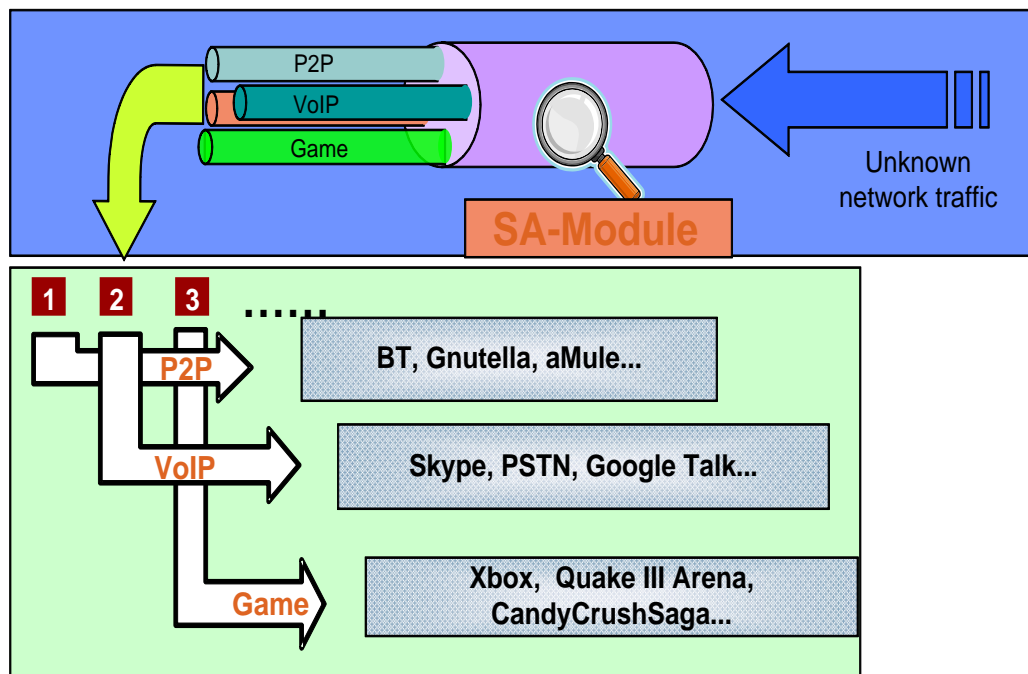 P2P
VoIP
Game
Unknown
network traffic
SA-Module
1 2 3 ......
P2P
BT, Gnutella, aMule...
VoIP
Skype, PSTN, Google Talk...
Game
Xbox, Quake III Arena,
CandyCrushSaga...